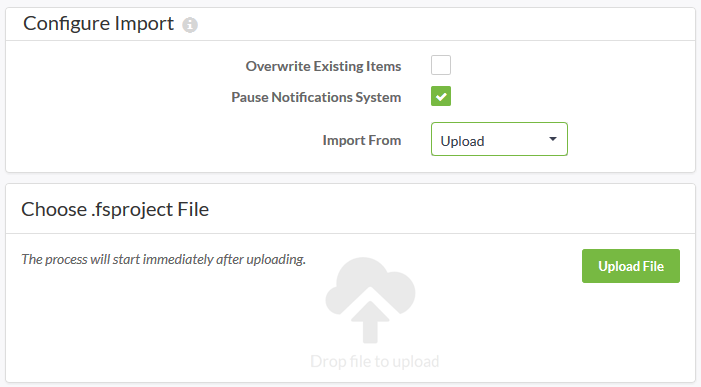 Configure Import
Overwrite Existing Items
Pause Notifications System
Import From
Upload
Choose .fsproject File
The process will start immediately after uploading.
Upload File
Drop file to upload